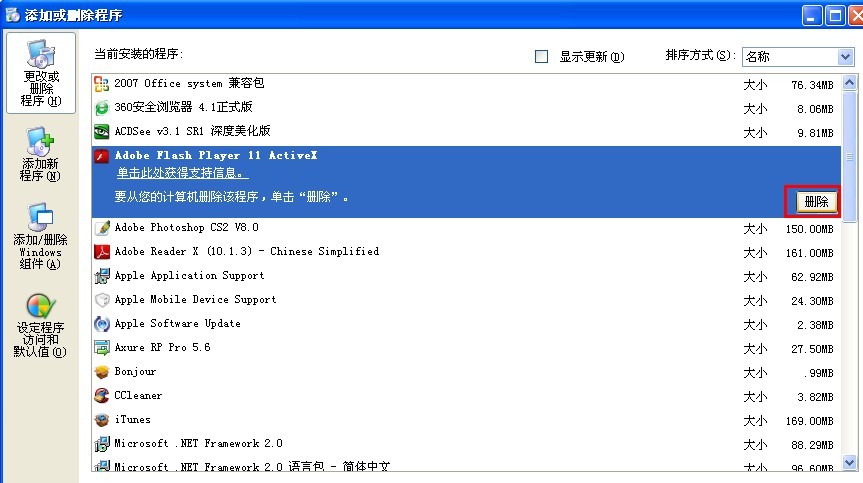 添加或删除程序
当前安装的程序:
显示更新(D)
排序方式(S):
名称
更改或
删除
程序(H)
添加新
程序(N)
添加/删除
Windows
组件(A)
设定程序
访问和
默认值(O)
2007 Office system 兼容包 大小 76.34MB
360安全浏览器 4.1正式版 大小 8.06MB
ACDSee v3.1 SR1 深度美化版 大小 9.81MB
Adobe Flash Player 11 ActiveX
单击此处获得支持信息。
要从您的计算机删除该程序,单击“删除”。
删除
Adobe Photoshop CS2 V8.0 大小 150.00MB
Adobe Reader X (10.1.3) - Chinese Simplified 大小 161.00MB
Apple Application Support 大小 62.92MB
Apple Mobile Device Support 大小 24.30MB
Apple Software Update 大小 2.38MB
Axure RP Pro 5.6 大小 27.50MB
Bonjour 大小 .99MB
CCleaner 大小 3.82MB
iTunes 大小 169.00MB
Microsoft .NET Framework 2.0 大小 88.29MB
Microsoft .NET Framework 2.0 语言包 - 简体中文 大小 96.60MB